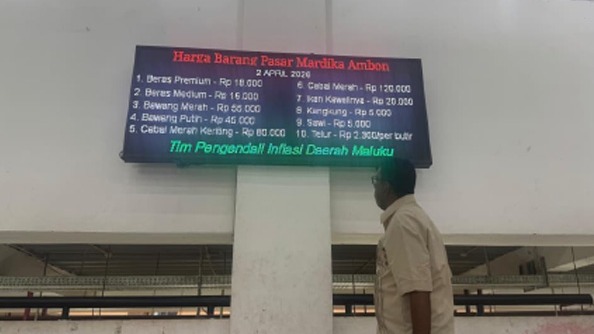 Harga Barang Pasar Mardika Ambon
2 APRIL 2026
1. Beras Premium - Rp 18.000
2. Beras Medium - Rp 16.000
3. Bawang Merah - Rp 55.000
4. Bawang Putih - Rp 45.000
5. Cabai Merah Keriting - Rp 80.000
6. Cabai Merah - Rp 120.000
7. Ikan Kawalinya - Rp 20.000
8. Kangkung - Rp 5.000
9. Sawi - Rp 5.000
10. Telur - Rp 2.300/per butir
Tim Pengendali Inflasi Daerah Maluku